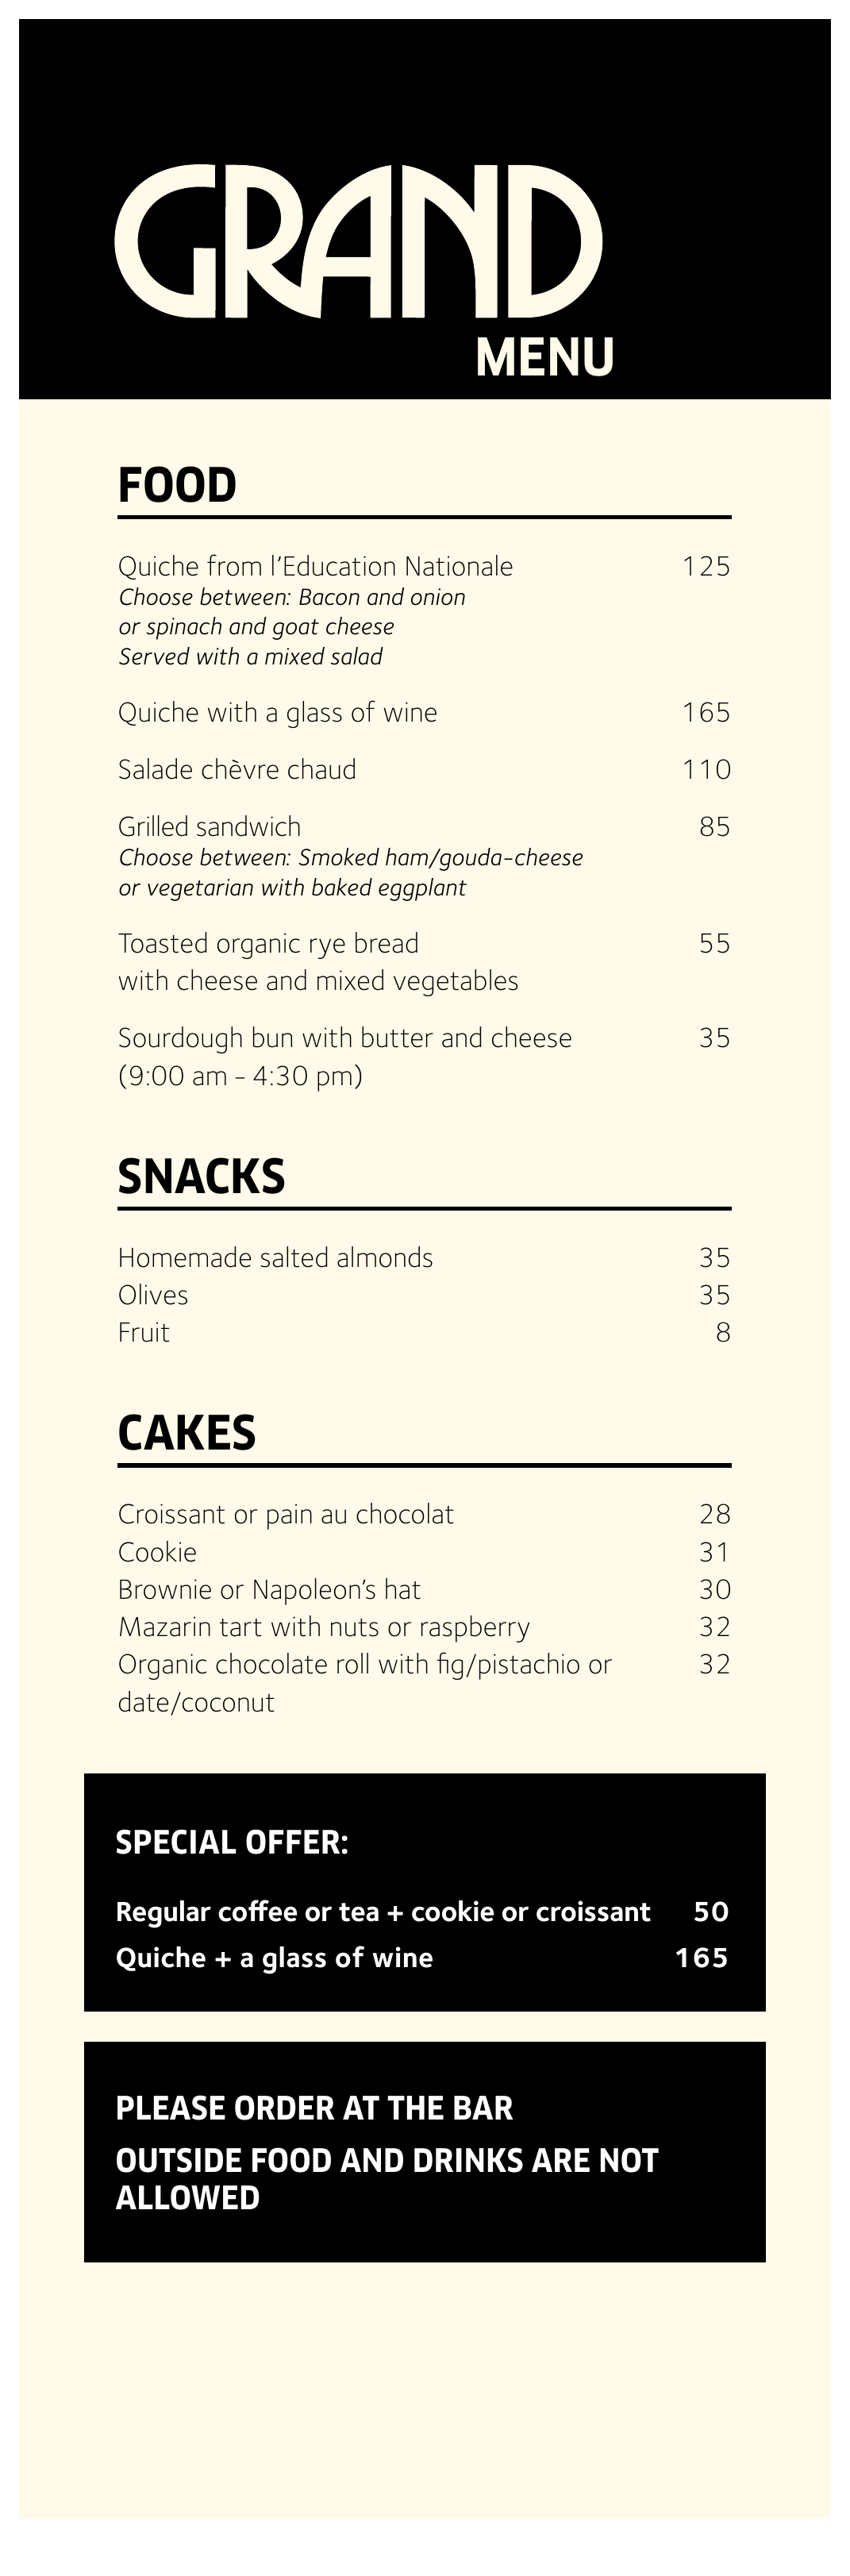 GRAND
MENU
FOOD
Quiche from l’Education Nationale 125
Choose between: Bacon and onion
or spinach and goat cheese
Served with a mixed salad
Quiche with a glass of wine 165
Salade chèvre chaud 110
Grilled sandwich 85
Choose between: Smoked ham/gouda-cheese
or vegetarian with baked eggplant
Toasted organic rye bread 55
with cheese and mixed vegetables
Sourdough bun with butter and cheese 35
(9:00 am - 4:30 pm)
SNACKS
Homemade salted almonds 35
Olives 35
Fruit 8
CAKES
Croissant or pain au chocolat 28
Cookie 31
Brownie or Napoleon’s hat 30
Mazarin tart with nuts or raspberry 32
Organic chocolate roll with fig/pistachio or 32
date/coconut
SPECIAL OFFER:
Regular coffee or tea + cookie or croissant 50
Quiche + a glass of wine 165
PLEASE ORDER AT THE BAR
OUTSIDE FOOD AND DRINKS ARE NOT
ALLOWED